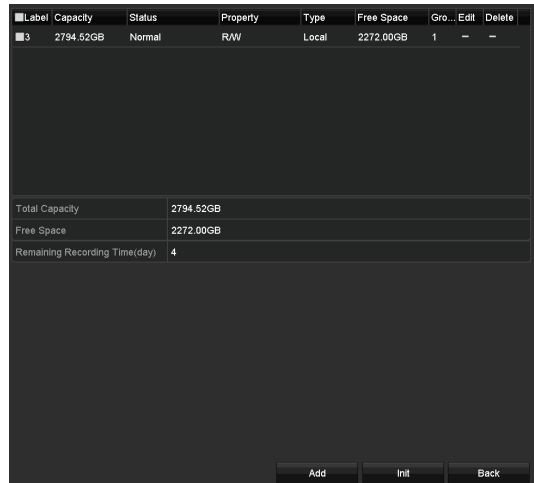 Label Capacity Status Property Type Free Space Gro... Edit Delete
3 2794.52GB Normal R/W Local 2272.00GB 1 – –
Total Capacity 2794.52GB
Free Space 2272.00GB
Remaining Recording Time(day) 4
Add Init Back